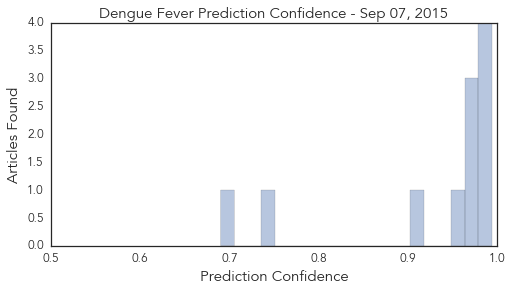 Dengue Fever Prediction Confidence - Sep 07, 2015
4.0
3.5
3.0
2.5
2.0
1.5
1.0
0.5
0.0
Articles Found
0.5 0.6 0.7 0.8 0.9 1.0
Prediction Confidence